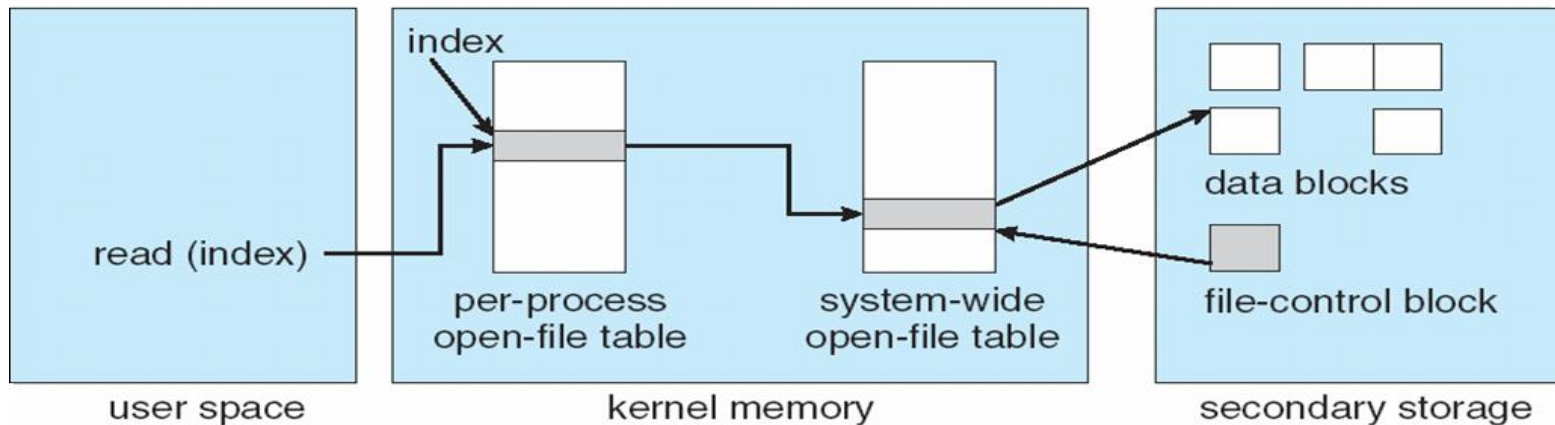 index
read (index)
per-process
open-file table
system-wide
open-file table
data blocks
file-control block
user space
kernel memory
secondary storage